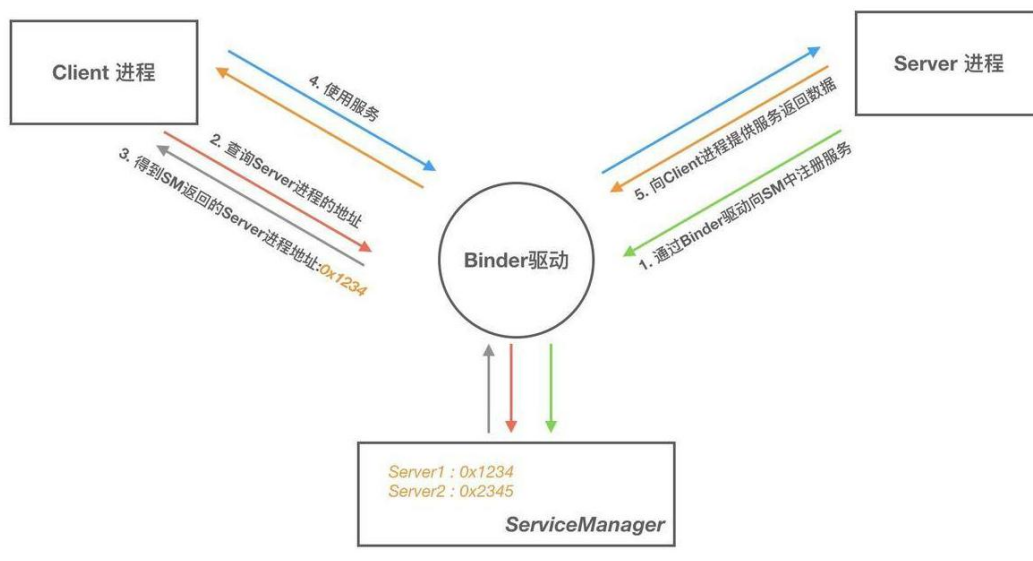 Client 进程
Server 进程
4. 使用服务
5. 向Client进程提供服务返回数据
2. 查询Server进程的地址
3. 得到SM返回的Server进程地址:0x1234
1. 通过Binder驱动向SM中注册服务
Binder驱动
Server1 : 0x1234
Server2 : 0x2345
ServiceManager